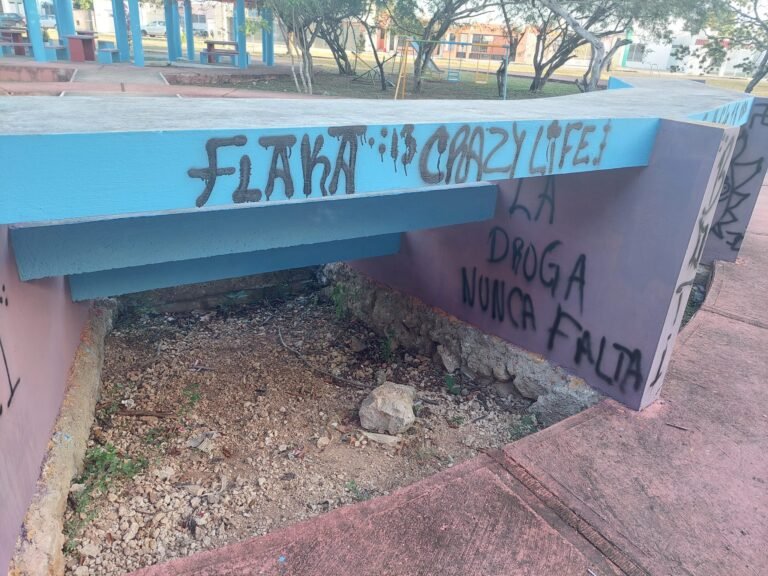 FLAKA :13 CRAZY LIFE
LA
DROGA
NUNCA FALTA